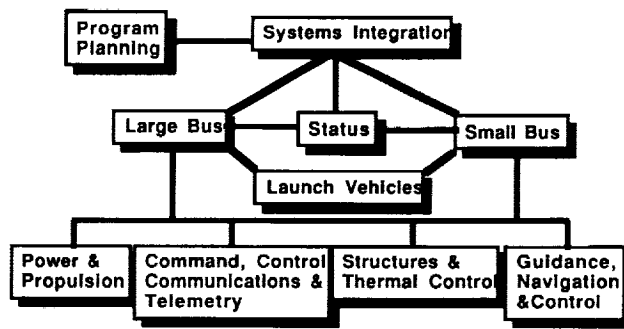 Program
Planning
Systems Integration
Large Bus
Status
Small Bus
Launch Vehicles
Power &
Propulsion
Command, Control
Communications &
Telemetry
Structures &
Thermal Control
Guidance,
Navigation
&Control